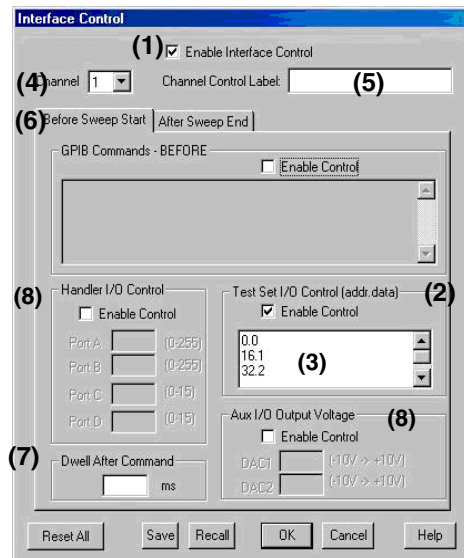 Interface Control
(1) Enable Interface Control
(4) Channel 1 Channel Control Label: (5)
(6) Before Sweep Start After Sweep End
GPIB Commands - BEFORE
Enable Control
(8) Handler I/O Control
Enable Control
Port A (0-255)
Port B (0-255)
Port C (0-15)
Port D (0-15)
Test Set I/O Control (addr.data) (2)
Enable Control
0.0
16.1 (3)
32.2
Aux I/O Output Voltage (8)
Enable Control
DAC1 (-10V -> +10V)
DAC2 (-10V -> +10V)
(7) Dwell After Command
ms
Reset All Save Recall OK Cancel Help